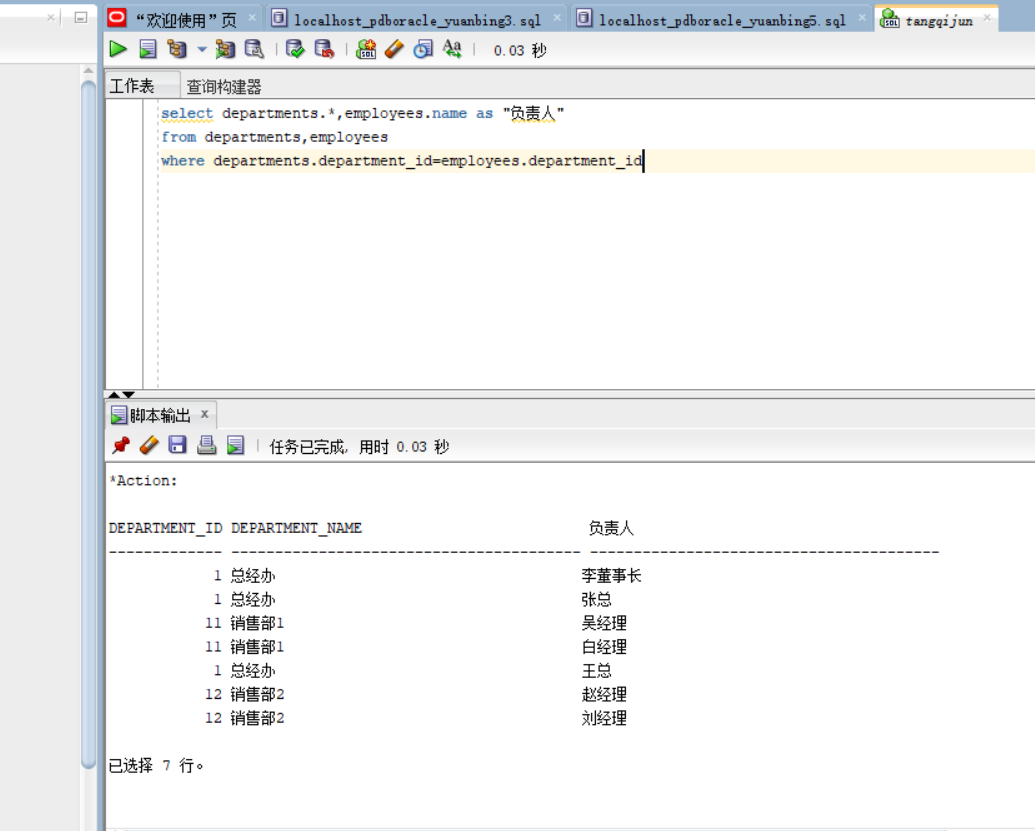 “欢迎使用”页 localhost_pdboracle_yuanbing3.sql localhost_pdboracle_yuanbing5.sql tangqijun
0.03 秒
工作表 查询构建器
select departments.*,employees.name as "负责人"
from departments,employees
where departments.department_id=employees.department_id
脚本输出
任务已完成, 用时 0.03 秒
*Action:
DEPARTMENT_ID DEPARTMENT_NAME 负责人
------------- ---------------------------------------- ----------------------------------------
1 总经办 李董事长
1 总经办 张总
11 销售部1 吴经理
11 销售部1 白经理
1 总经办 王总
12 销售部2 赵经理
12 销售部2 刘经理
已选择 7 行。